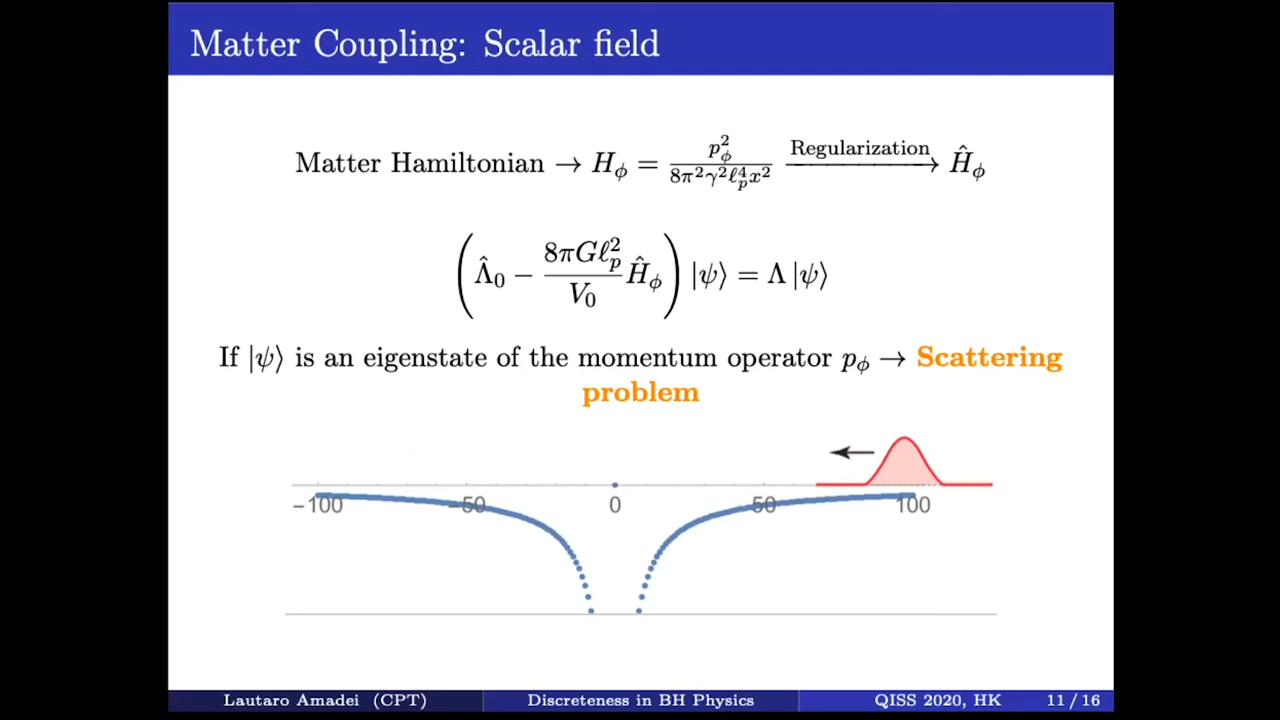 Matter Coupling: Scalar field
Matter Hamiltonian → H_ϕ = p_ϕ^2 / 8π^2γ^2ℓ_p^4x^2 —Regularization→ Ĥ_ϕ
(Λ̂_0 − 8πGℓ_p^2 / V_0 Ĥ_ϕ) |ψ⟩ = Λ |ψ⟩
If |ψ⟩ is an eigenstate of the momentum operator p_ϕ → Scattering
problem
−100 −50 0 50 100
Lautaro Amadei (CPT) Discreteness in BH Physics QISS 2020, HK 11 / 16